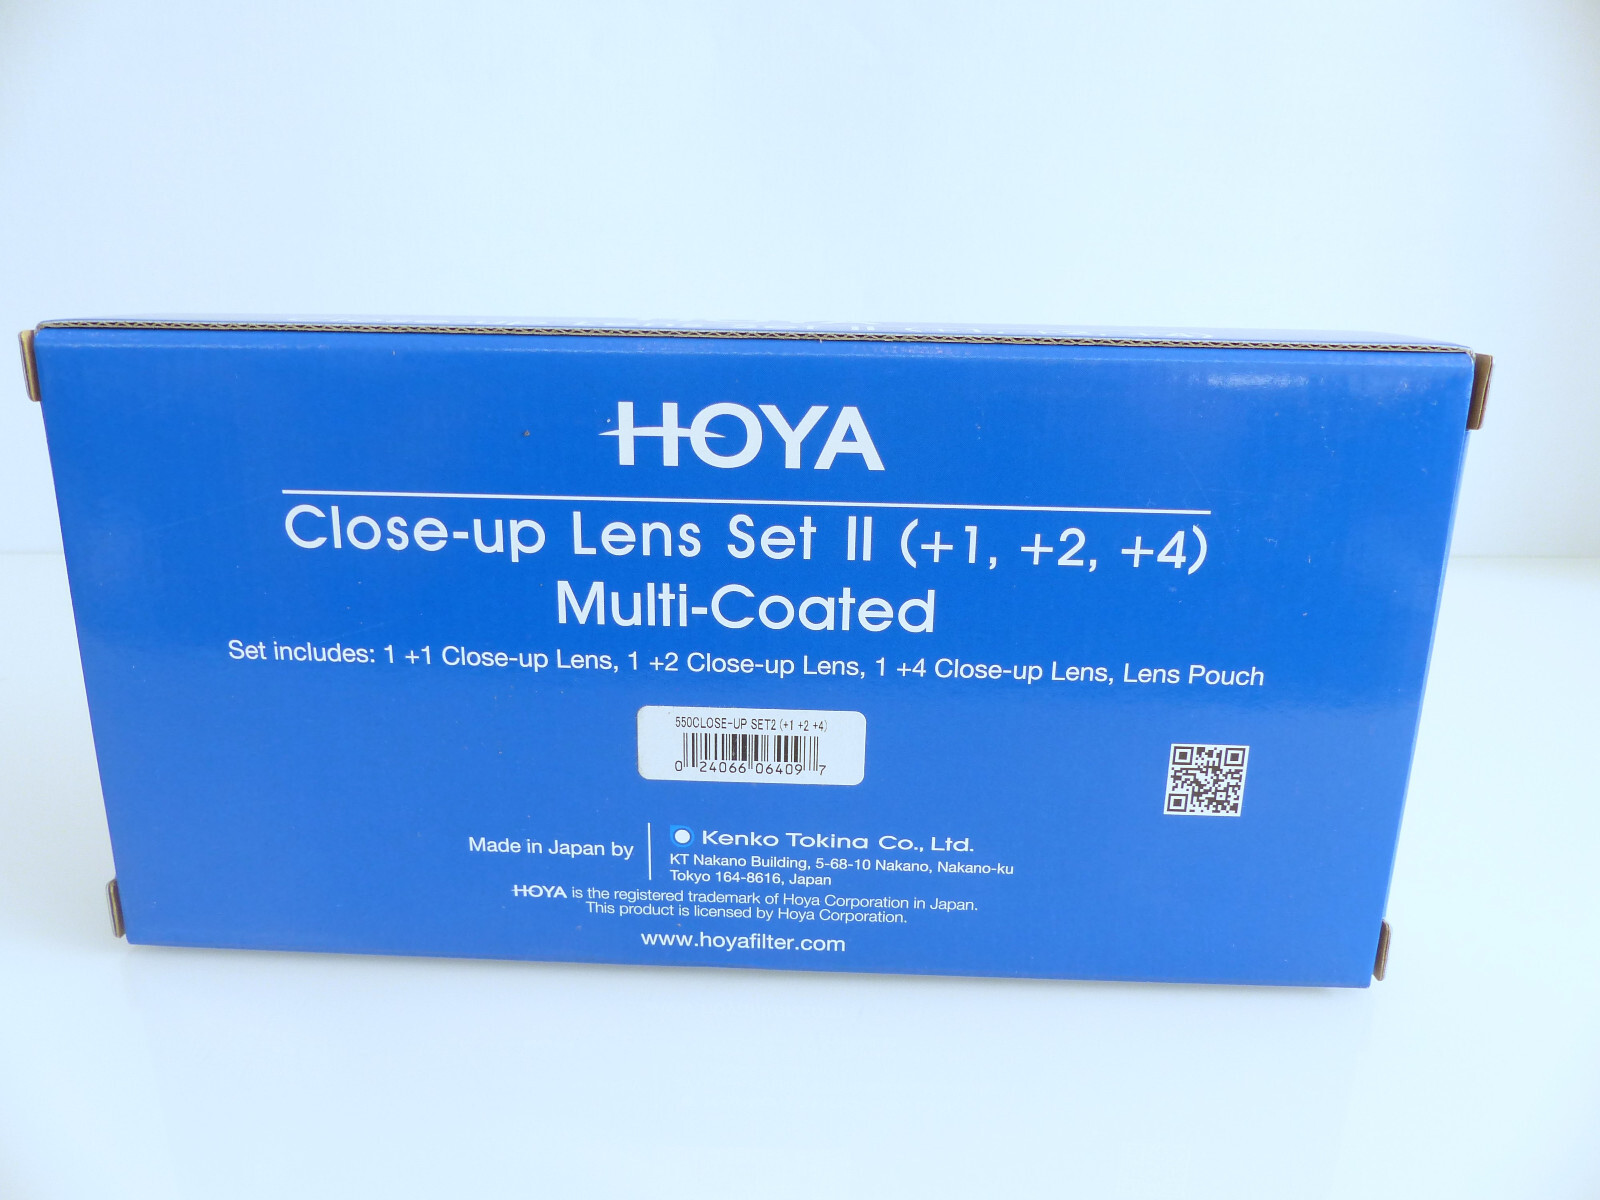 HOYA
Close-up Lens Set II (+1, +2, +4)
Multi-Coated
Set includes: 1 +1 Close-up Lens, 1 +2 Close-up Lens, 1 +4 Close-up Lens, Lens Pouch
550CLOSE-UP SET2 (+1 +2 +4)
0 24066 06409 7
Made in Japan by
Kenko Tokina Co., Ltd.
KT Nakano Building, 5-68-10 Nakano, Nakano-ku
Tokyo 164-8616, Japan
HOYA is the registered trademark of Hoya Corporation in Japan.
This product is licensed by Hoya Corporation.
www.hoyafilter.com